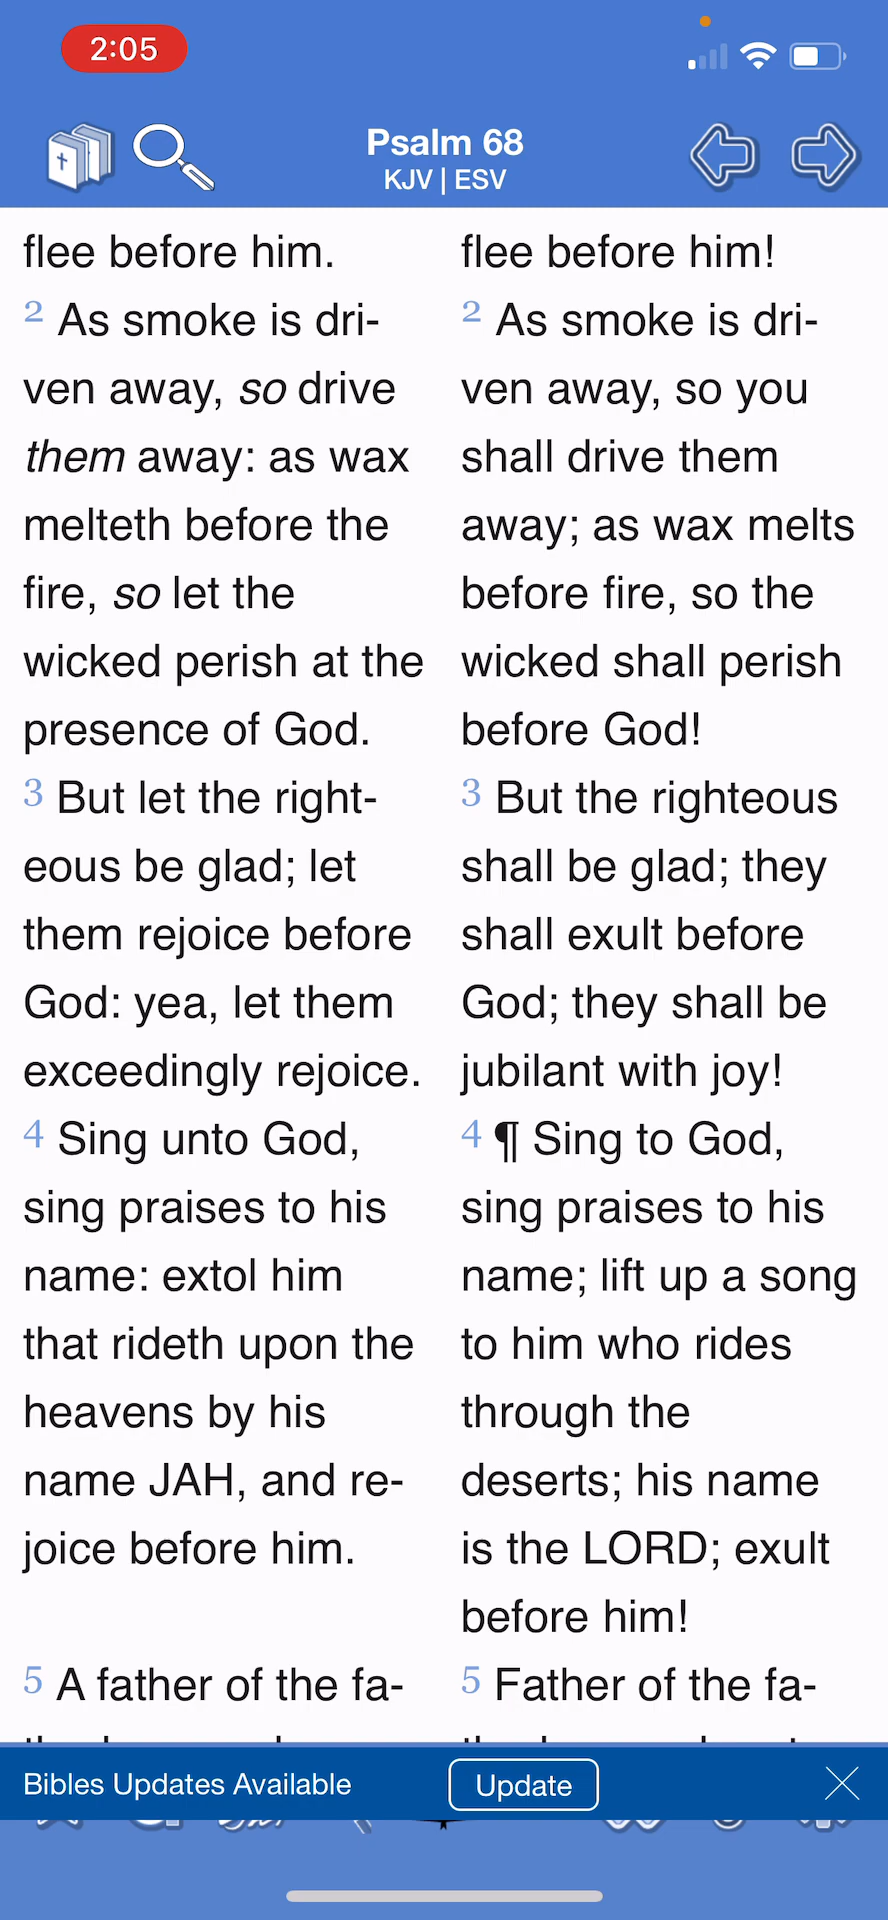 2:05
Psalm 68
KJV | ESV
flee before him.
2 As smoke is dri-
ven away, so drive
them away: as wax
melteth before the
fire, so let the
wicked perish at the
presence of God.
3 But let the right-
eous be glad; let
them rejoice before
God: yea, let them
exceedingly rejoice.
4 Sing unto God,
sing praises to his
name: extol him
that rideth upon the
heavens by his
name JAH, and re-
joice before him.
5 A father of the fa-
flee before him!
2 As smoke is dri-
ven away, so you
shall drive them
away; as wax melts
before fire, so the
wicked shall perish
before God!
3 But the righteous
shall be glad; they
shall exult before
God; they shall be
jubilant with joy!
4 ¶ Sing to God,
sing praises to his
name; lift up a song
to him who rides
through the
deserts; his name
is the LORD; exult
before him!
5 Father of the fa-
Bibles Updates Available
Update